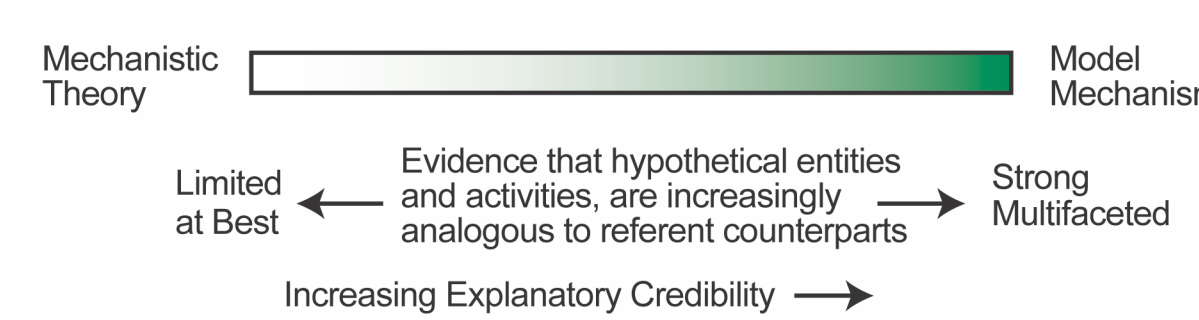 Mechanistic
Theory
Model
Mechanism
Limited
at Best
Evidence that hypothetical entities
and activities, are increasingly
analogous to referent counterparts
Strong
Multifaceted
Increasing Explanatory Credibility